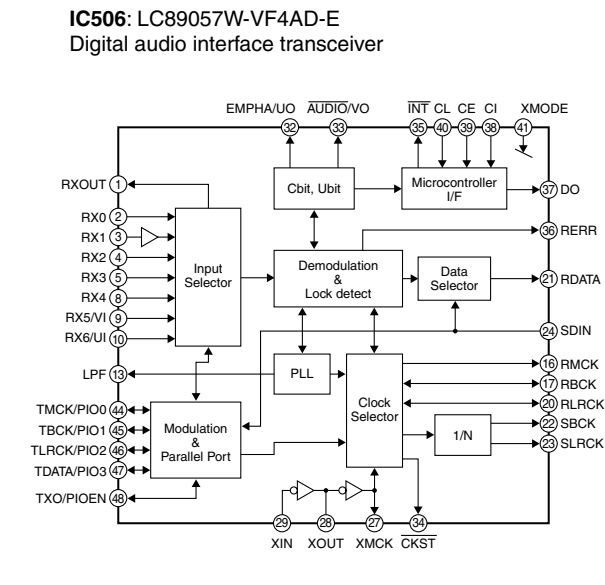 IC506: LC89057W-VF4AD-E
Digital audio interface transceiver
EMPHA/UO AUDIO/VO INT CL CE CI XMODE
32 33 35 40 39 38 41
RXOUT 1
Cbit, Ubit
Microcontroller
I/F
37 DO
RX0 2
RX1 3
RX2 4
RX3 5
RX4 8
RX5/VI 9
RX6/UI 10
Input
Selector
36 RERR
Demodulation
&
Lock detect
Data
Selector
21 RDATA
24 SDIN
LPF 13
PLL
Clock
Selector
16 RMCK
17 RBCK
20 RLRCK
22 SBCK
23 SLRCK
1/N
TMCK/PIO0 44
TBCK/PIO1 45
TLRCK/PIO2 46
TDATA/PIO3 47
TXO/PIOEN 48
Modulation
&
Parallel Port
29 28 27 34
XIN XOUT XMCK CKST